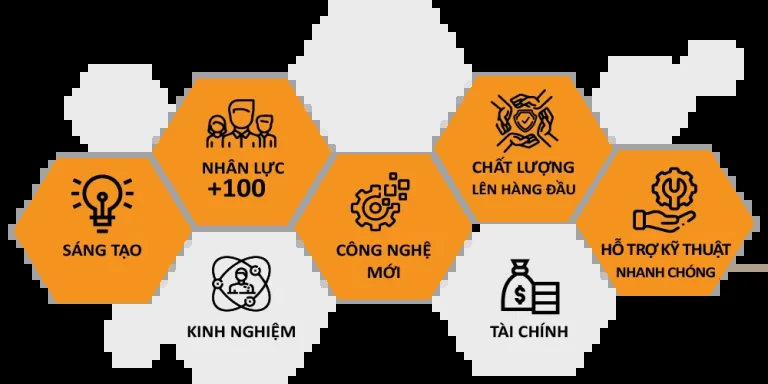 SÁNG TẠO
NHÂN LỰC
+100
KINH NGHIỆM
CÔNG NGHỆ
MỚI
CHẤT LƯỢNG
LÊN HÀNG ĐẦU
TÀI CHÍNH
HỖ TRỢ KỸ THUẬT
NHANH CHÓNG